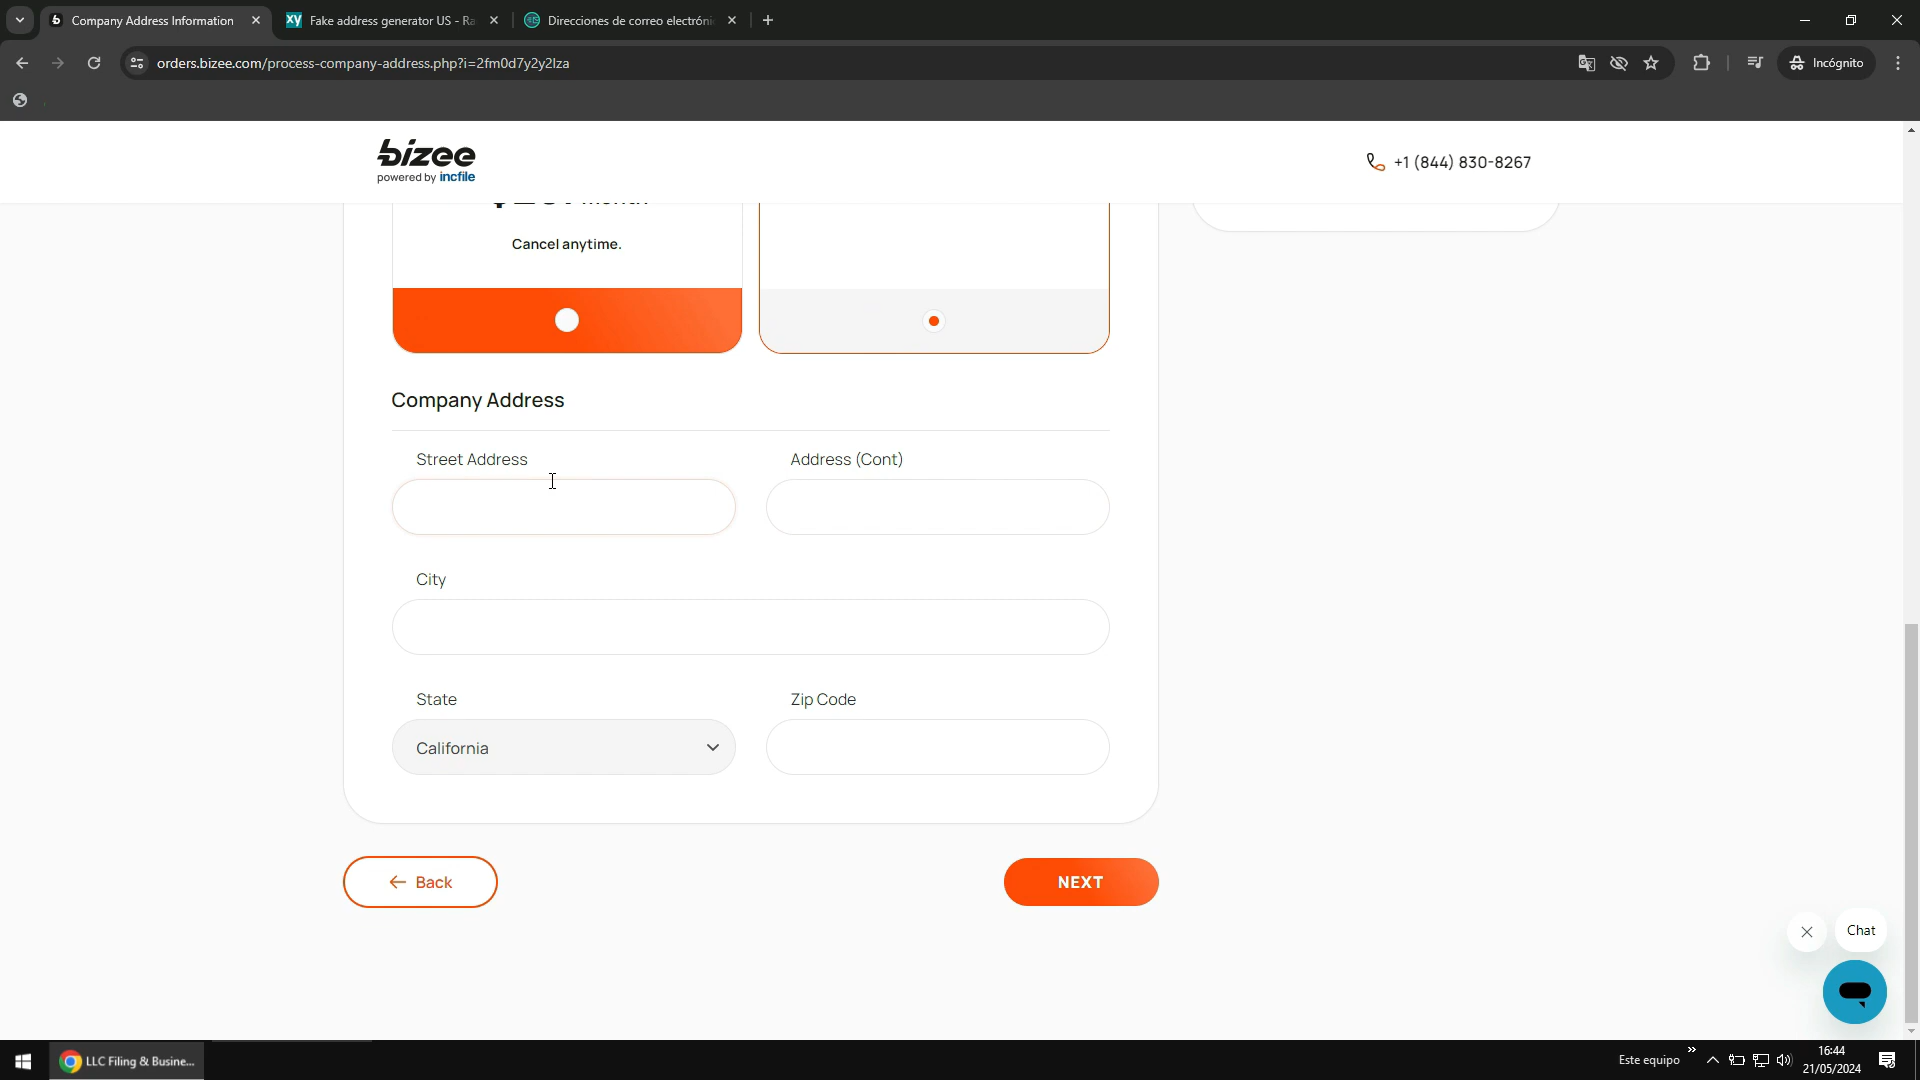 Company Address Information
Fake address generator US - Ra
Direcciones de correo electróni
orders.bizee.com/process-company-address.php?i=2fm0d7y2y2lza
Incógnito
bizee
powered by incfile
+1 (844) 830-8267
Cancel anytime.
Company Address
Street Address
Address (Cont)
City
State
Zip Code
California
Back
NEXT
Chat
LLC Filing & Busine...
Este equipo
16:44
21/05/2024